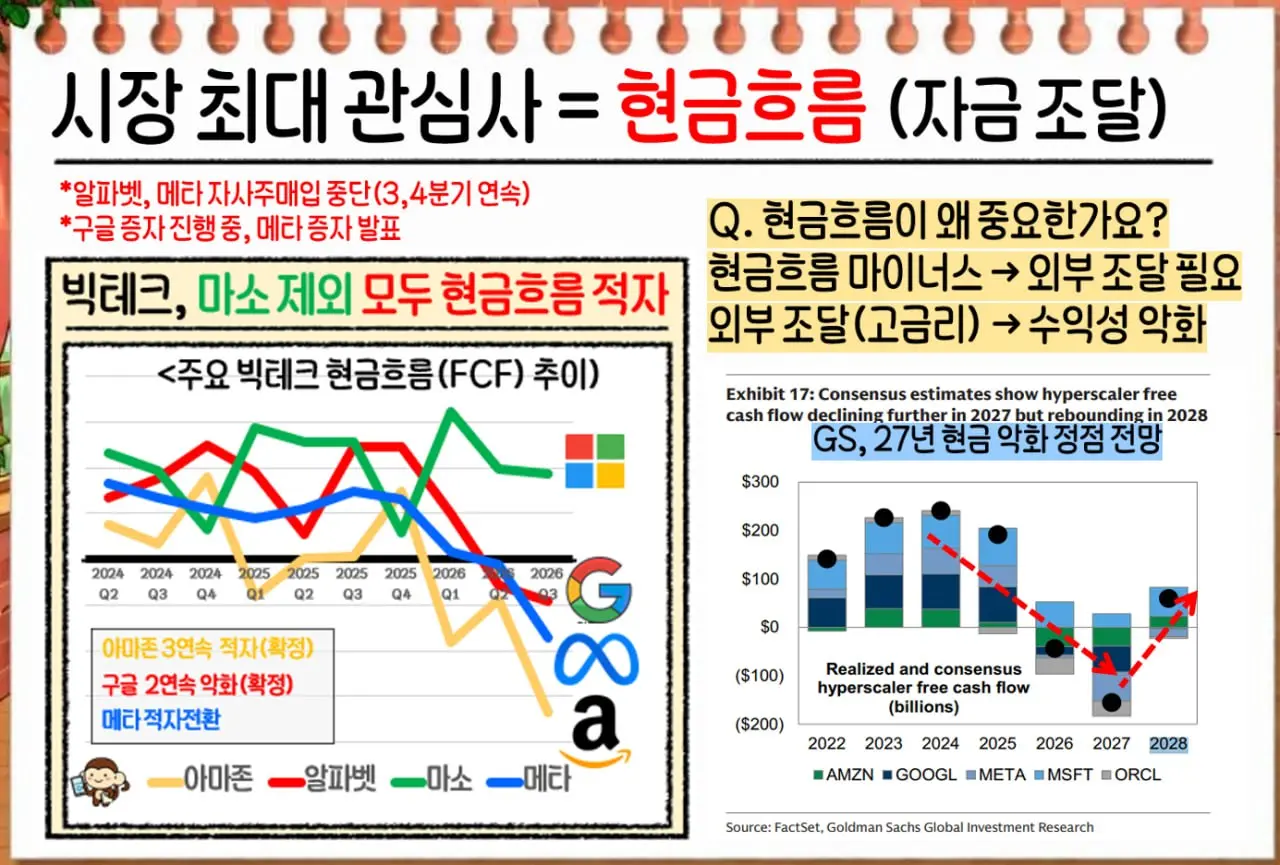 시장 최대 관심사 = 현금흐름 (자금 조달)
*알파벳, 메타 자사주매입 중단(3,4분기 연속)
*구글 증자 진행 중, 메타 증자 발표
빅테크, 마소 제외 모두 현금흐름 적자
<주요 빅테크 현금흐름(FCF) 추이)
2024 2024 2024 2025 2025 2025 2025 2026 2026 2026
Q2 Q3 Q4 Q1 Q2 Q3 Q4 Q1 Q2 Q3
아마존 3연속 적자(확정)
구글 2연속 악화(확정)
메타 적자전환
아마존 알파벳 마소 메타
Q. 현금흐름이 왜 중요한가요?
현금흐름 마이너스 → 외부 조달 필요
외부 조달(고금리) → 수익성 악화
Exhibit 17: Consensus estimates show hyperscaler free
cash flow declining further in 2027 but rebounding in 2028
GS, 27년 현금 악화 정점 전망
$300
$200
$100
$0
($100)
($200)
Realized and consensus
hyperscaler free cash flow
(billions)
2022 2023 2024 2025 2026 2027 2028
AMZN GOOGL META MSFT ORCL
Source: FactSet, Goldman Sachs Global Investment Research